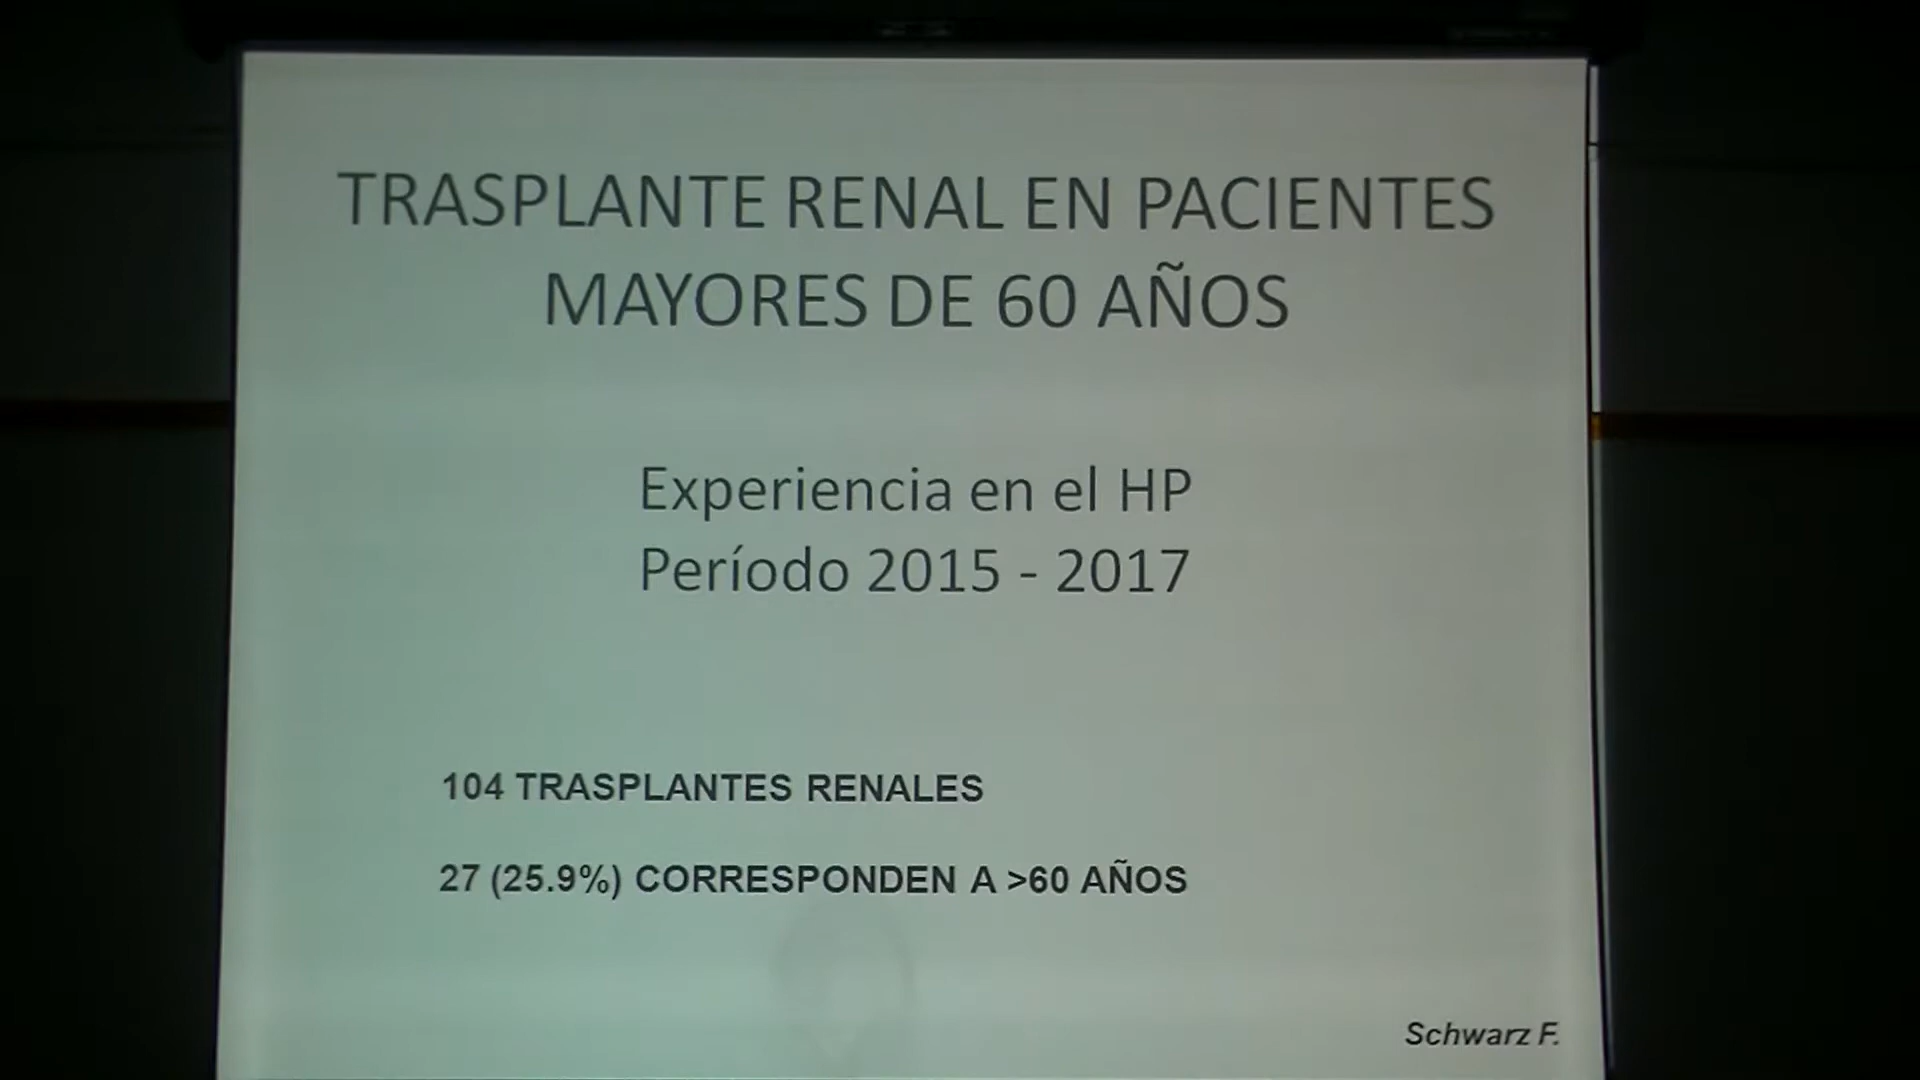 TRASPLANTE RENAL EN PACIENTES
MAYORES DE 60 AÑOS
Experiencia en el HP
Período 2015 - 2017
104 TRASPLANTES RENALES
27 (25.9%) CORRESPONDEN A >60 AÑOS
Schwarz F.